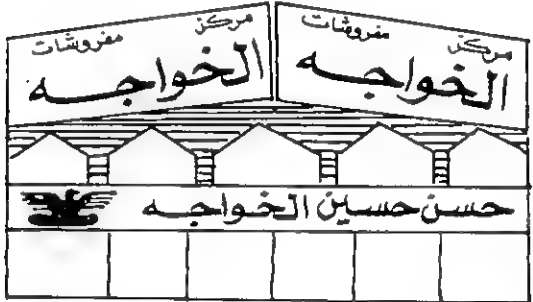 مركز مفروشات
الخواجه
مركز مفروشات
الخواجه
حسن حسين الخواجه